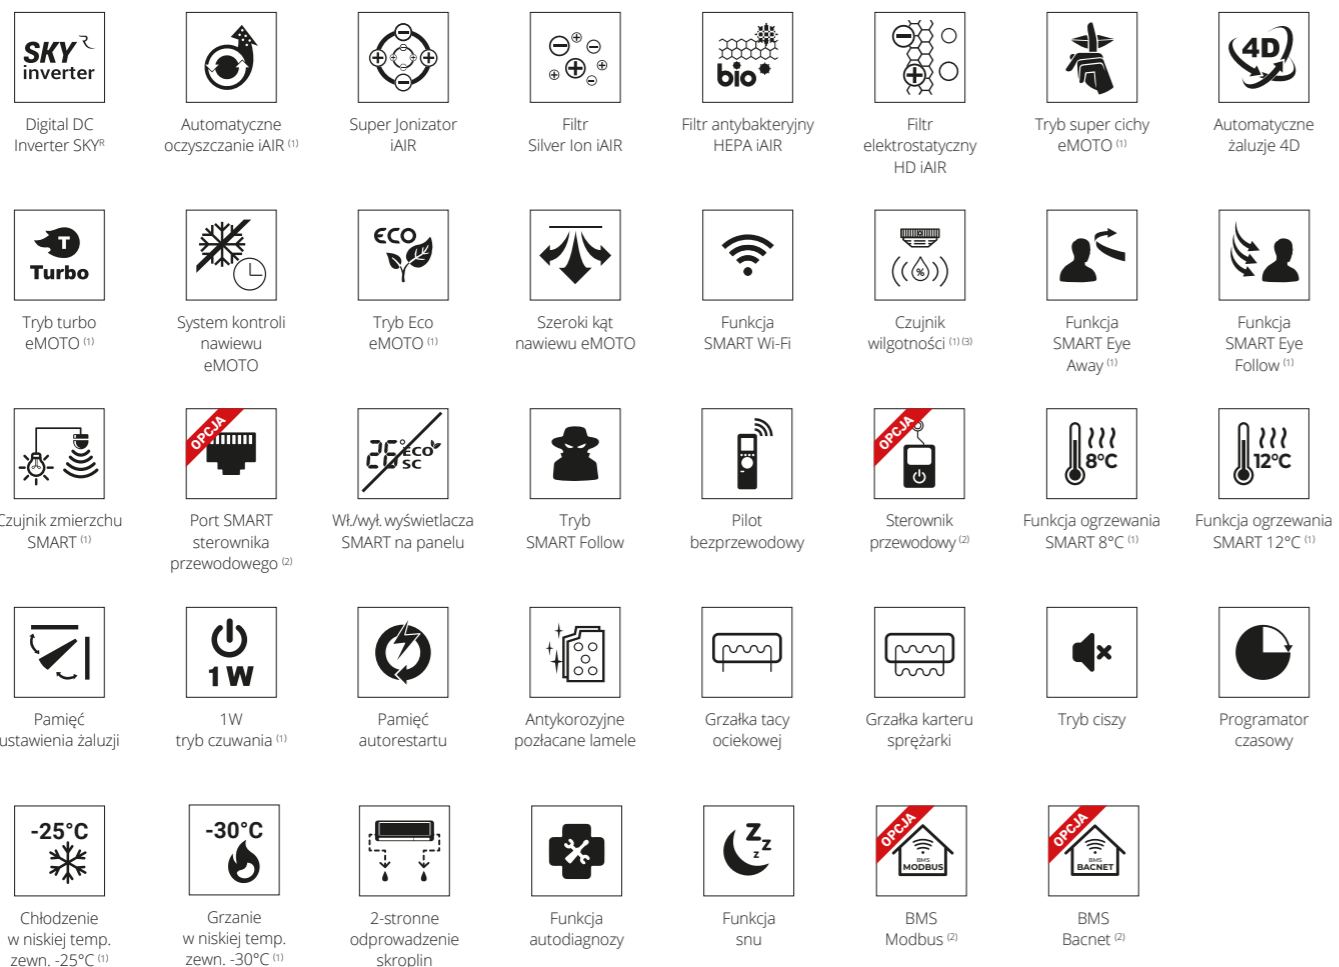 SKY R
inverter
Digital DC
Inverter SKYᴿ
Automatyczne
oczyszczanie iAIR (1)
Super Jonizator
iAIR
Filtr
Silver Ion iAIR
bio
Filtr antybakteryjny
HEPA iAIR
Filtr
elektrostatyczny
HD iAIR
Tryb super cichy
eMOTO (1)
4D
Automatyczne
żaluzje 4D
T
Turbo
Tryb turbo
eMOTO (1)
System kontroli
nawiewu
eMOTO
ECO
Tryb Eco
eMOTO (1)
Szeroki kąt
nawiewu eMOTO
Funkcja
SMART Wi-Fi
%
Czujnik
wilgotności (1) (3)
Funkcja
SMART Eye
Away (1)
Funkcja
SMART Eye
Follow (1)
Czujnik zmierzchu
SMART (1)
OPCJA
Port SMART
sterownika
przewodowego (2)
26° ECO
SC
Wł./wył. wyświetlacza
SMART na panelu
Tryb
SMART Follow
Pilot
bezprzewodowy
OPCJA
Sterownik
przewodowy (2)
8°C
Funkcja ogrzewania
SMART 8°C (1)
12°C
Funkcja ogrzewania
SMART 12°C (1)
Pamięć
ustawienia żaluzji
1W
1W
tryb czuwania (1)
Pamięć
autorestartu
Antykorozyjne
pozłacane lamele
Grzałka tacy
ociekowej
Grzałka karteru
sprężarki
Tryb ciszy
Programator
czasowy
-25°C
Chłodzenie
w niskiej temp.
zewn. -25°C (1)
-30°C
Grzanie
w niskiej temp.
zewn. -30°C (1)
2-stronne
odprowadzenie
skroplin
Funkcja
autodiagnozy
Z
Z
z
Funkcja
snu
OPCJA
BMS
MODBUS
BMS
Modbus (2)
OPCJA
BMS
BACNET
BMS
Bacnet (2)